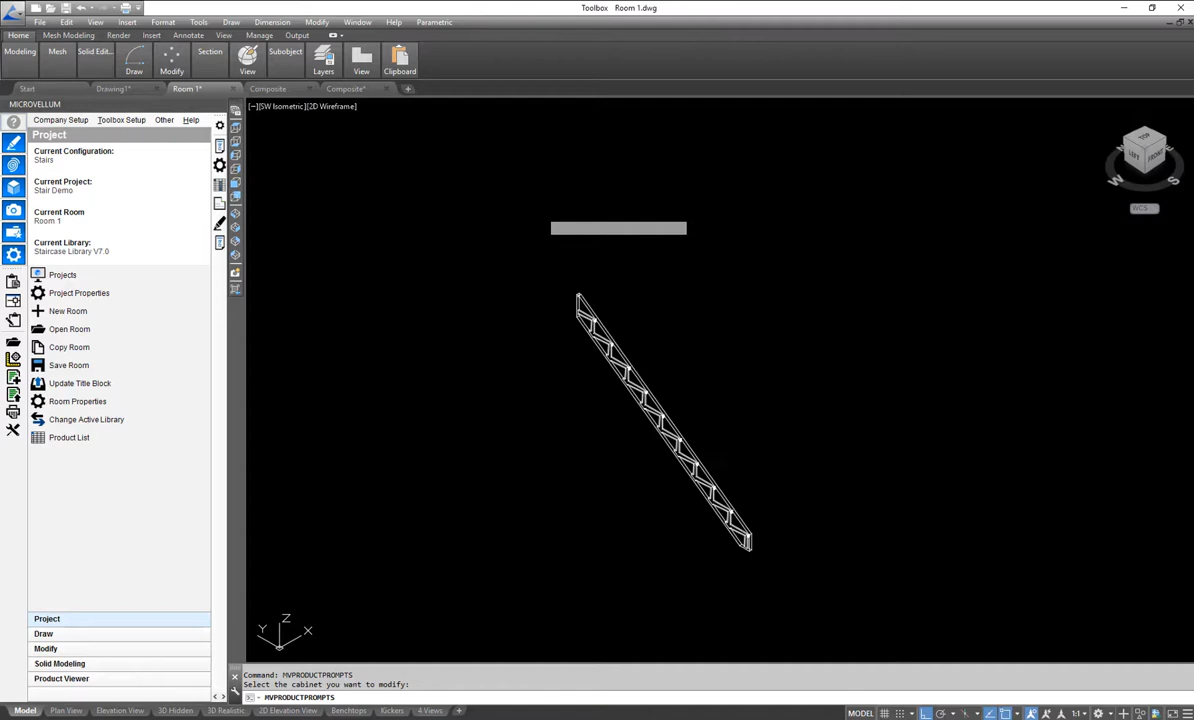 Toolbox Room 1.dwg
File Edit View Insert Format Tools Draw Dimension Modify Window Help Parametric
Home Mesh Modeling Render Insert Annotate View Manage Output
Modeling Mesh Solid Edit... Draw Modify Section View Subobject Layers View Clipboard
Start Drawing1* Room 1* Composite Composite*
MICROVELLUM
[−][SW Isometric][2D Wireframe]
Company Setup Toolbox Setup Other Help
Project
Current Configuration:
Stairs
Current Project:
Stair Demo
Current Room
Room 1
Current Library:
Staircase Library V7.0
Projects
Project Properties
New Room
Open Room
Copy Room
Save Room
Update Title Block
Room Properties
Change Active Library
Product List
TOP
LEFT FRONT
W S
WCS
Z
Y X
Project
Draw
Modify
Solid Modeling
Product Viewer
Command: MVPRODUCTPROMPTS
Select the cabinet you want to modify:
MVPRODUCTPROMPTS
Model Plan View Elevation View 3D Hidden 3D Realistic 2D Elevation View Benchtops Kickers 4 Views
MODEL 1:1